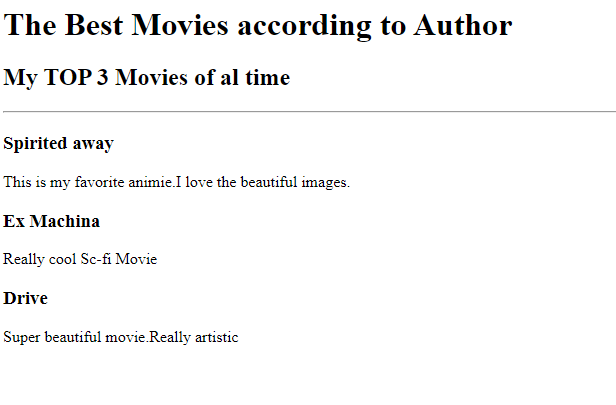 The Best Movies according to Author
My TOP 3 Movies of al time
Spirited away
This is my favorite animie.I love the beautiful images.
Ex Machina
Really cool Sc-fi Movie
Drive
Super beautiful movie.Really artistic